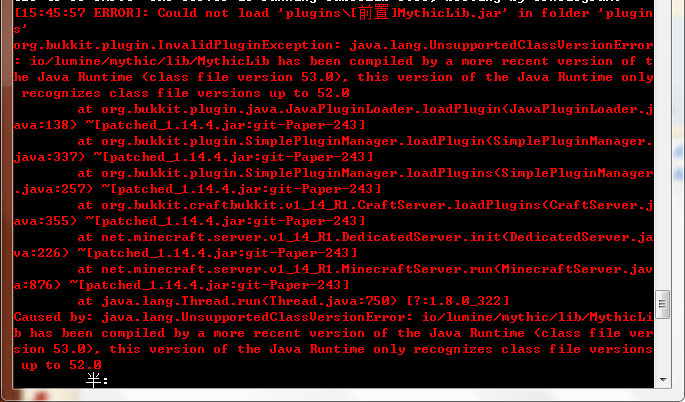 [15:45:57 ERROR]: Could not load 'plugins\[前置]MythicLib.jar' in folder 'plugin
s'
org.bukkit.plugin.InvalidPluginException: java.lang.UnsupportedClassVersionError
: io/lumine/mythic/lib/MythicLib has been compiled by a more recent version of t
he Java Runtime (class file version 53.0), this version of the Java Runtime only
 recognizes class file versions up to 52.0
        at org.bukkit.plugin.java.JavaPluginLoader.loadPlugin(JavaPluginLoader.j
ava:138) ~[patched_1.14.4.jar:git-Paper-243]
        at org.bukkit.plugin.SimplePluginManager.loadPlugin(SimplePluginManager.
java:337) ~[patched_1.14.4.jar:git-Paper-243]
        at org.bukkit.plugin.SimplePluginManager.loadPlugins(SimplePluginManager
.java:257) ~[patched_1.14.4.jar:git-Paper-243]
        at org.bukkit.craftbukkit.v1_14_R1.CraftServer.loadPlugins(CraftServer.j
ava:355) ~[patched_1.14.4.jar:git-Paper-243]
        at net.minecraft.server.v1_14_R1.DedicatedServer.init(DedicatedServer.ja
va:226) ~[patched_1.14.4.jar:git-Paper-243]
        at net.minecraft.server.v1_14_R1.MinecraftServer.run(MinecraftServer.jav
a:876) ~[patched_1.14.4.jar:git-Paper-243]
        at java.lang.Thread.run(Thread.java:750) [?:1.8.0_322]
Caused by: java.lang.UnsupportedClassVersionError: io/lumine/mythic/lib/MythicLi
b has been compiled by a more recent version of the Java Runtime (class file ver
sion 53.0), this version of the Java Runtime only recognizes class file versions
 up to 52.0
半: